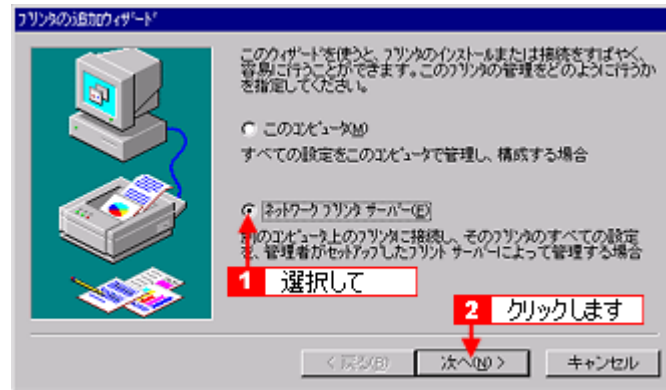 プリンタの追加ウィザード
このウィザードを使うと、プリンタのインストールまたは接続をすばやく、
容易に行うことができます。このプリンタの管理をどのように行うか
を指定してください。
このコンピュータ(M)
すべての設定をこのコンピュータで管理し、構成する場合
ネットワーク プリンタ サーバー(E)
別のコンピュータ上のプリンタに接続し、そのプリンタのすべての設定
を、管理者がセットアップしたプリント サーバーによって管理する場合
1 選択して
2 クリックします
< 戻る(B) 次へ(N) > キャンセル